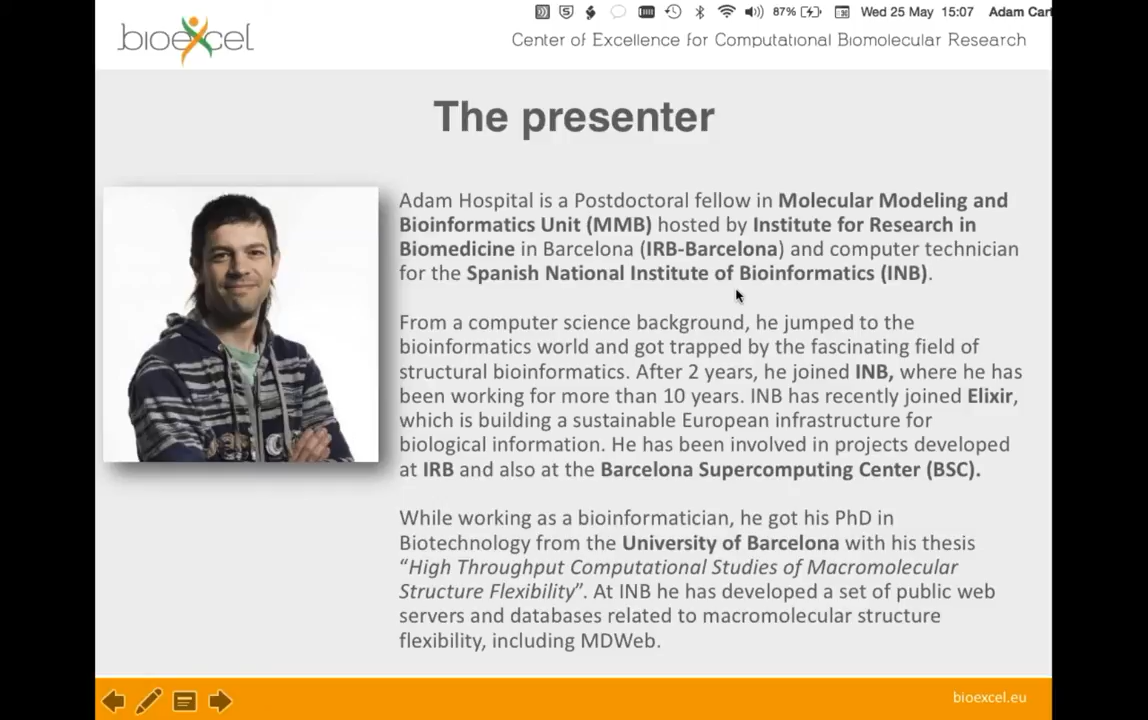 87% Wed 25 May 15:07 Adam Cart
bioexcel Center of Excellence for Computational Biomolecular Research
The presenter
Adam Hospital is a Postdoctoral fellow in Molecular Modeling and
Bioinformatics Unit (MMB) hosted by Institute for Research in
Biomedicine in Barcelona (IRB-Barcelona) and computer technician
for the Spanish National Institute of Bioinformatics (INB).
From a computer science background, he jumped to the
bioinformatics world and got trapped by the fascinating field of
structural bioinformatics. After 2 years, he joined INB, where he has
been working for more than 10 years. INB has recently joined Elixir,
which is building a sustainable European infrastructure for
biological information. He has been involved in projects developed
at IRB and also at the Barcelona Supercomputing Center (BSC).
While working as a bioinformatician, he got his PhD in
Biotechnology from the University of Barcelona with his thesis
“High Throughput Computational Studies of Macromolecular
Structure Flexibility”. At INB he has developed a set of public web
servers and databases related to macromolecular structure
flexibility, including MDWeb.
bioexcel.eu